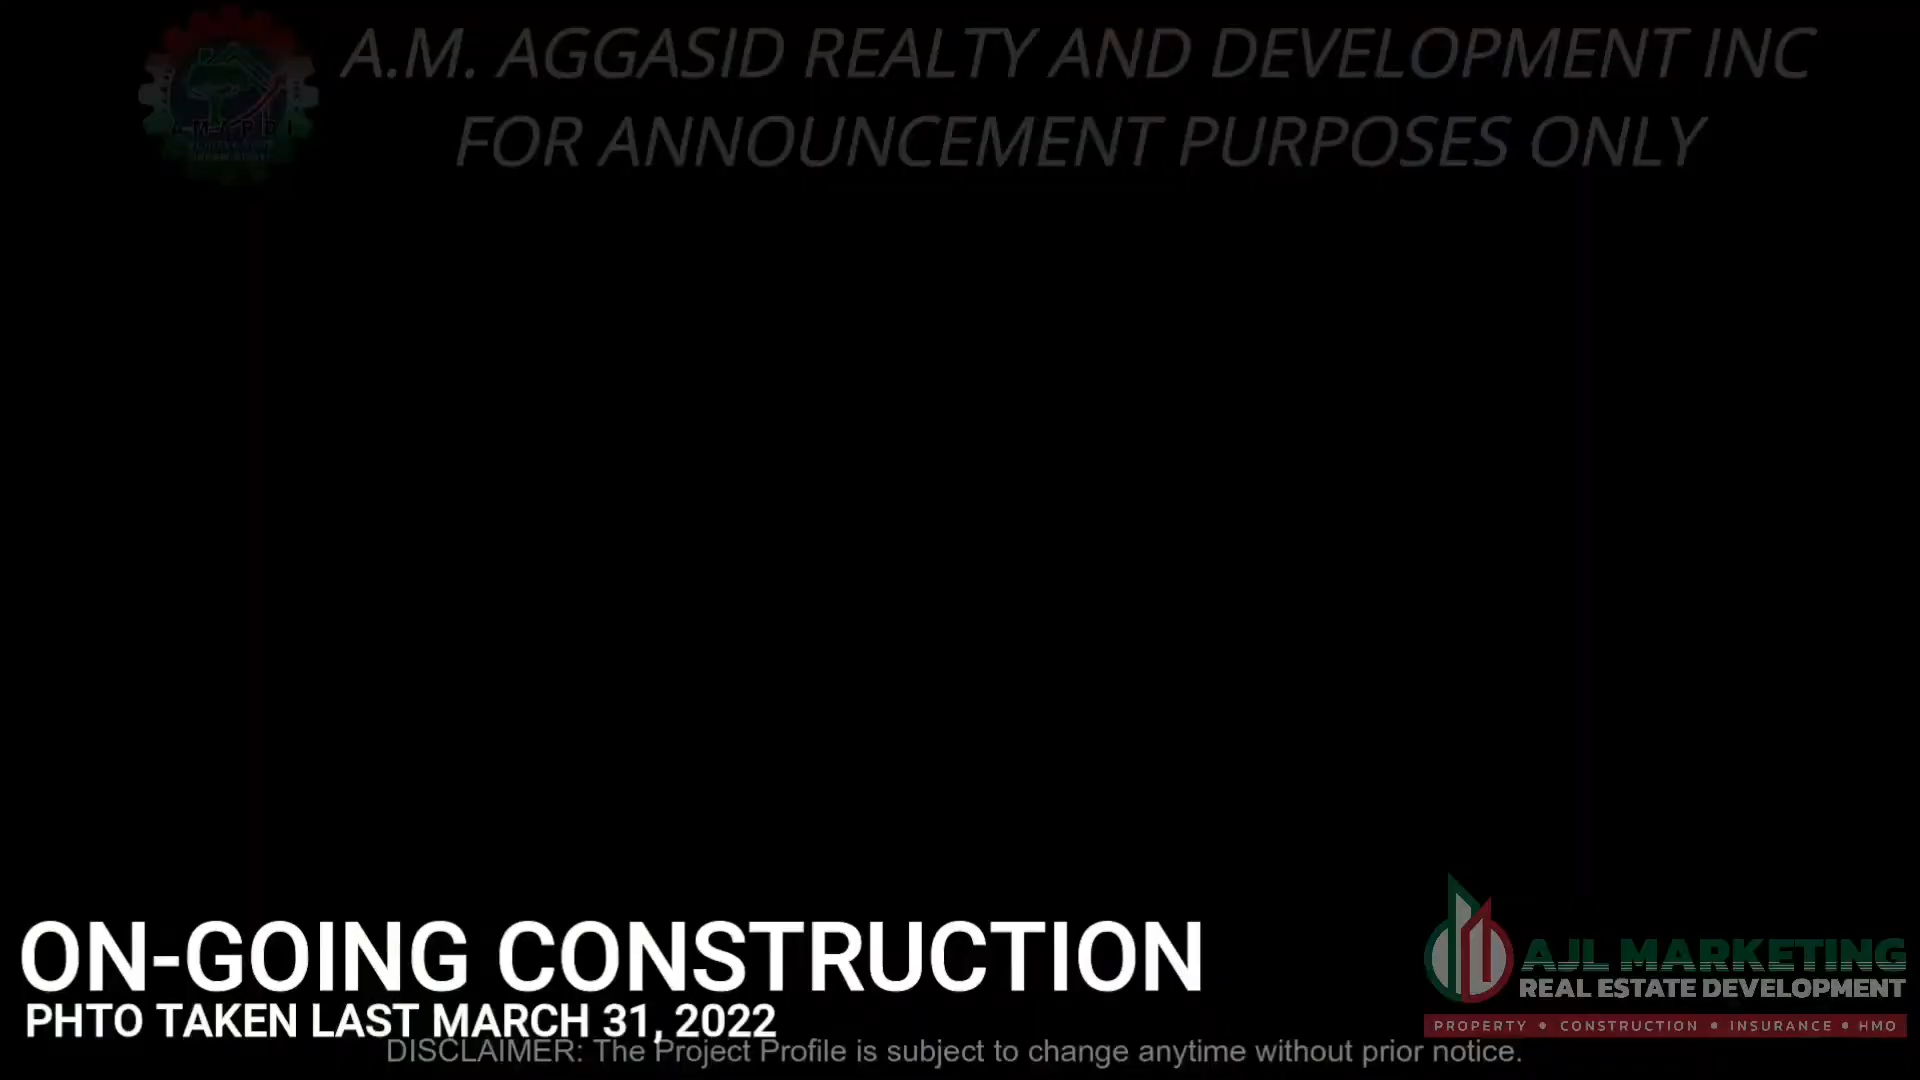 A.M. AGGASID REALTY AND DEVELOPMENT INC
FOR ANNOUNCEMENT PURPOSES ONLY
ON-GOING CONSTRUCTION
PHTO TAKEN LAST MARCH 31, 2022
DISCLAIMER: The Project Profile is subject to change anytime without prior notice.
AJL MARKETING
REAL ESTATE DEVELOPMENT
PROPERTY • CONSTRUCTION • INSURANCE • HMO